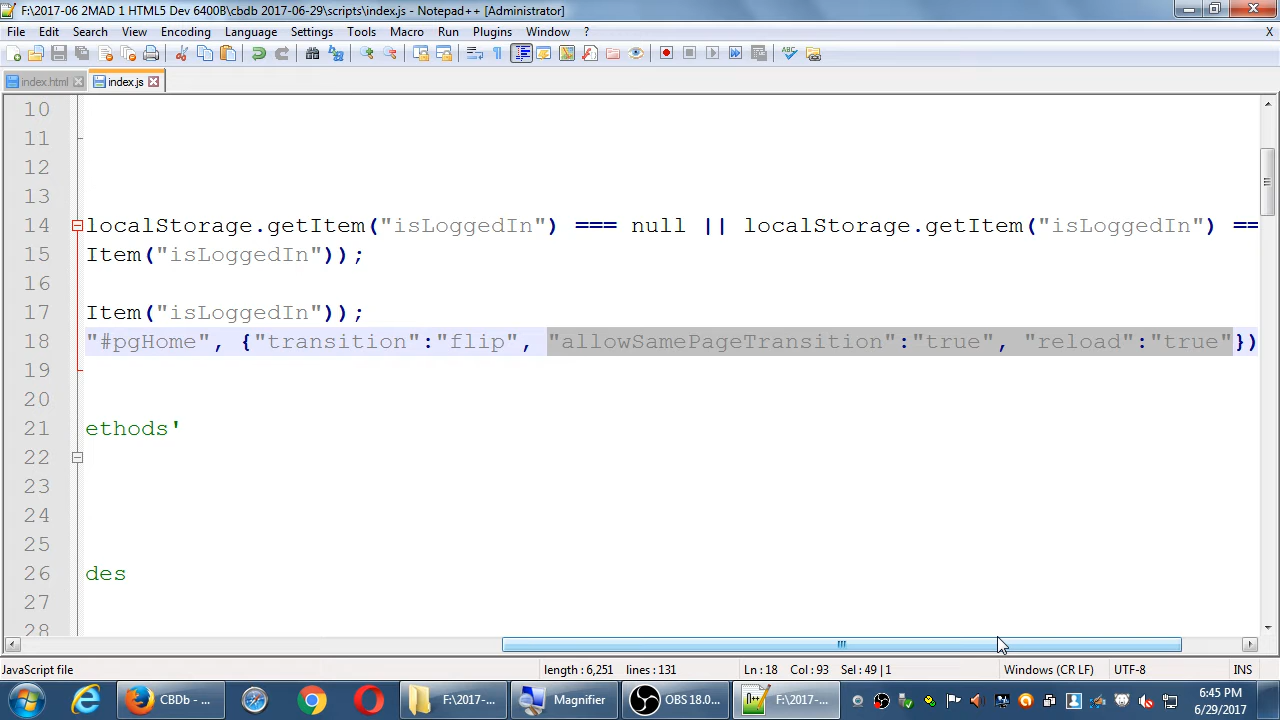 F:\2017-06 2MAD 1 HTML5 Dev 6400B\cbdb 2017-06-29\scripts\index.js - Notepad++ [Administrator]
File Edit Search View Encoding Language Settings Tools Macro Run Plugins Window ? X
index.html index.js
10
11
12
13
14 localStorage.getItem("isLoggedIn") === null || localStorage.getItem("isLoggedIn") ==
15 Item("isLoggedIn"));
16
17 Item("isLoggedIn"));
18 "#pgHome", {"transition":"flip", "allowSamePageTransition":"true", "reload":"true"})
19
20
21 ethods'
22
23
24
25
26 des
27
28
JavaScript file length : 6,251 lines : 131 Ln : 18 Col : 93 Sel : 49 | 1 Windows (CR LF) UTF-8 INS
CBDb - ... F:\2017-... Magnifier OBS 18.0.... F:\2017-... 6:45 PM
6/29/2017